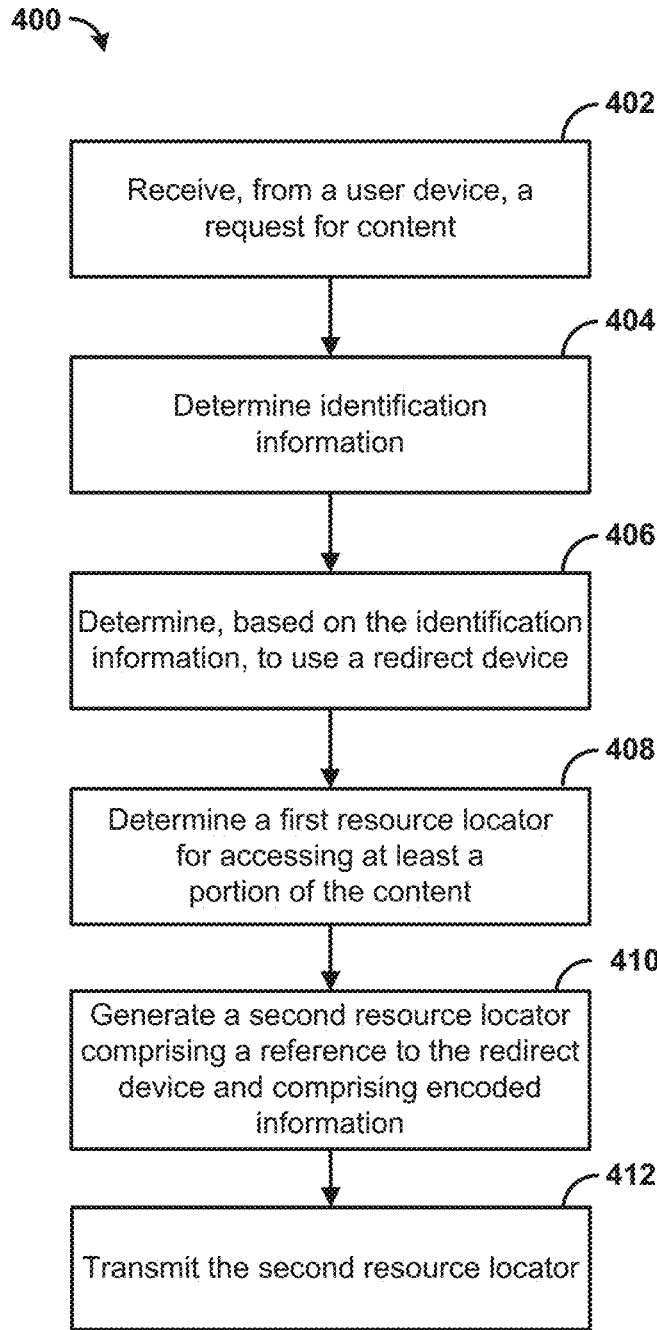 400
402
Receive, from a user device, a
request for content
404
Determine identification
information
406
Determine, based on the identification
information, to use a redirect device
408
Determine a first resource locator
for accessing at least a
portion of the content
410
Generate a second resource locator
comprising a reference to the redirect
device and comprising encoded
information
412
Transmit the second resource locator